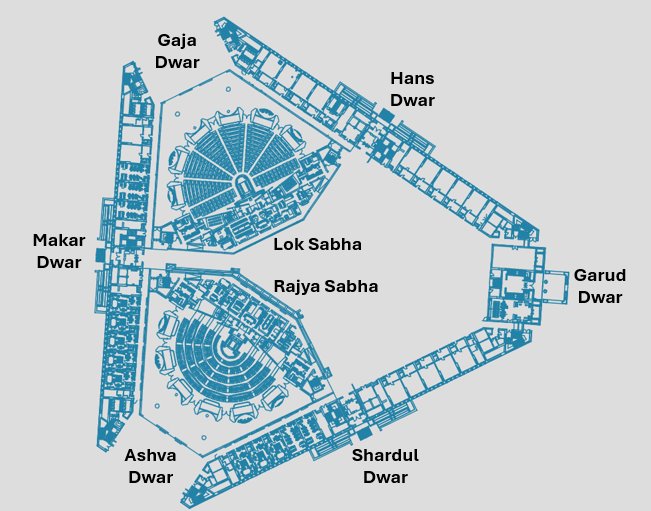 Gaja
Dwar
Hans
Dwar
Makar
Dwar
Lok Sabha
Rajya Sabha
Garud
Dwar
Ashva
Dwar
Shardul
Dwar